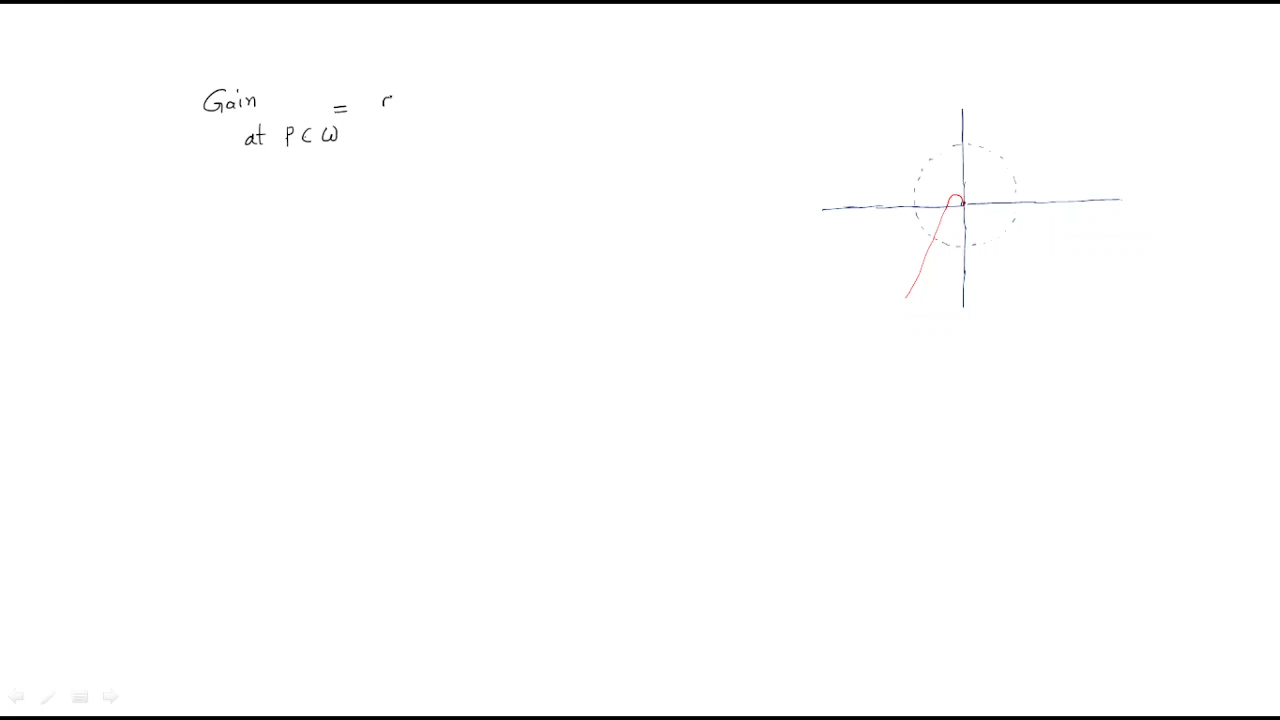 Gain = r
at PCω